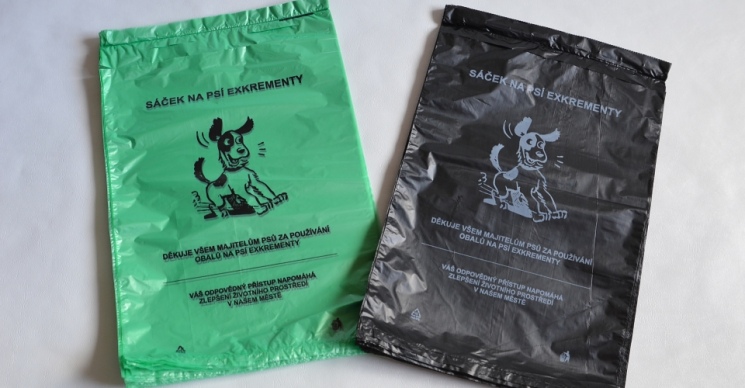 SÁČEK NA PSÍ EXKREMENTY
DĚKUJE VŠEM MAJITELŮM PSŮ ZA POUŽÍVÁNÍ
OBALŮ NA PSÍ EXKREMENTY
VÁŠ ODPOVĚDNÝ PŘÍSTUP NAPOMÁHÁ
ZLEPŠENÍ ŽIVOTNÍHO PROSTŘEDÍ
V NAŠEM MĚSTĚ
SÁČEK NA PSÍ EXKREMENTY
DĚKUJE VŠEM MAJITELŮM PSŮ ZA POUŽÍVÁNÍ
OBALŮ NA PSÍ EXKREMENTY
VÁŠ ODPOVĚDNÝ PŘÍSTUP NAPOMÁHÁ
ZLEPŠENÍ ŽIVOTNÍHO PROSTŘEDÍ
V NAŠEM MĚSTĚ